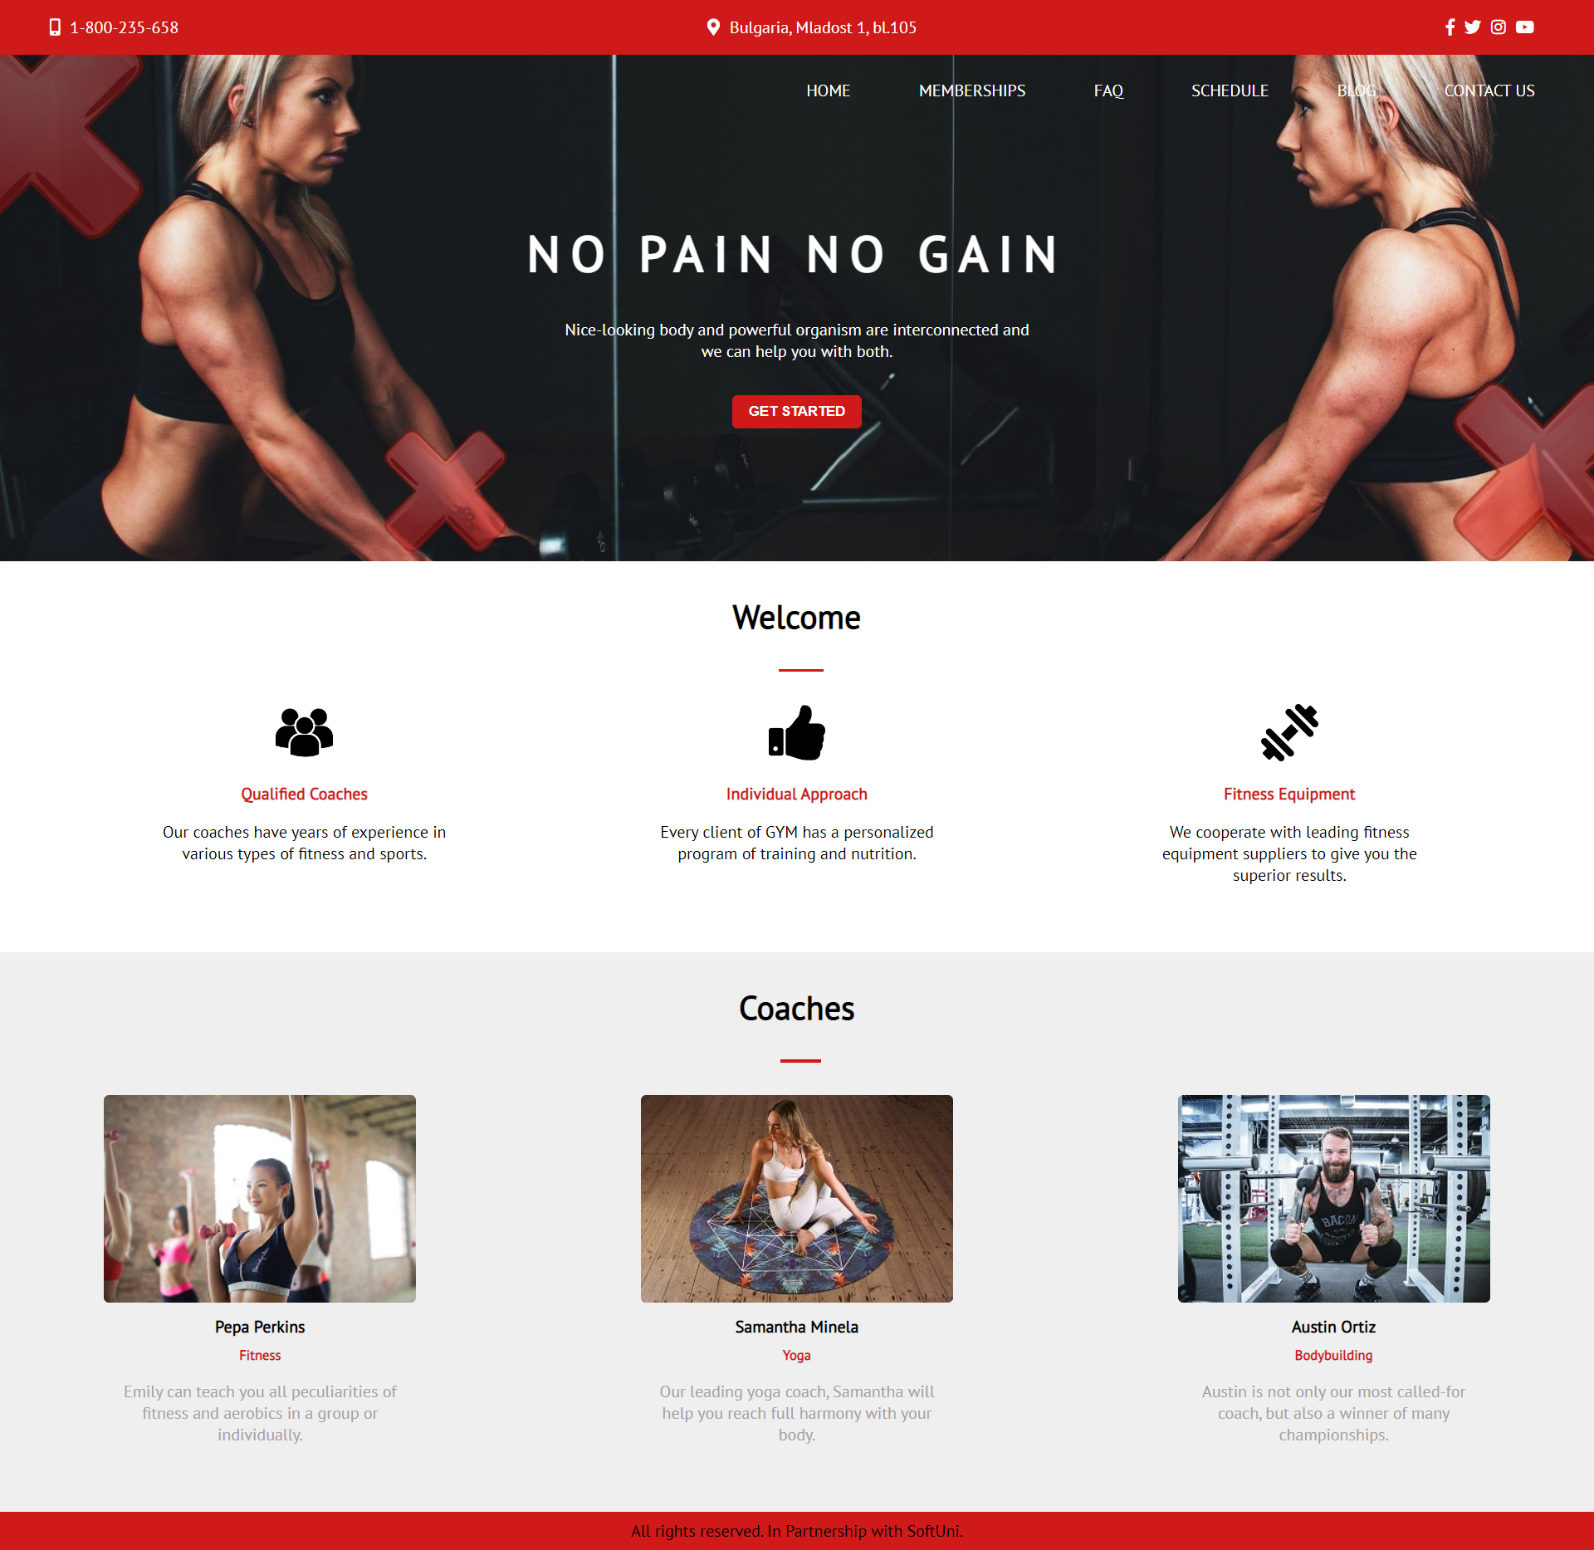 1-800-235-658
Bulgaria, Mladost 1, bl.105
HOME MEMBERSHIPS FAQ SCHEDULE BLOG CONTACT US
NO PAIN NO GAIN
Nice-looking body and powerful organism are interconnected and
we can help you with both.
GET STARTED
Welcome
Qualified Coaches
Our coaches have years of experience in
various types of fitness and sports.
Individual Approach
Every client of GYM has a personalized
program of training and nutrition.
Fitness Equipment
We cooperate with leading fitness
equipment suppliers to give you the
superior results.
Coaches
BACON
Pepa Perkins
Fitness
Emily can teach you all peculiarities of
fitness and aerobics in a group or
individually.
Samantha Minela
Yoga
Our leading yoga coach, Samantha will
help you reach full harmony with your
body.
Austin Ortiz
Bodybuilding
Austin is not only our most called-for
coach, but also a winner of many
championships.
All rights reserved. In Partnership with SoftUni.